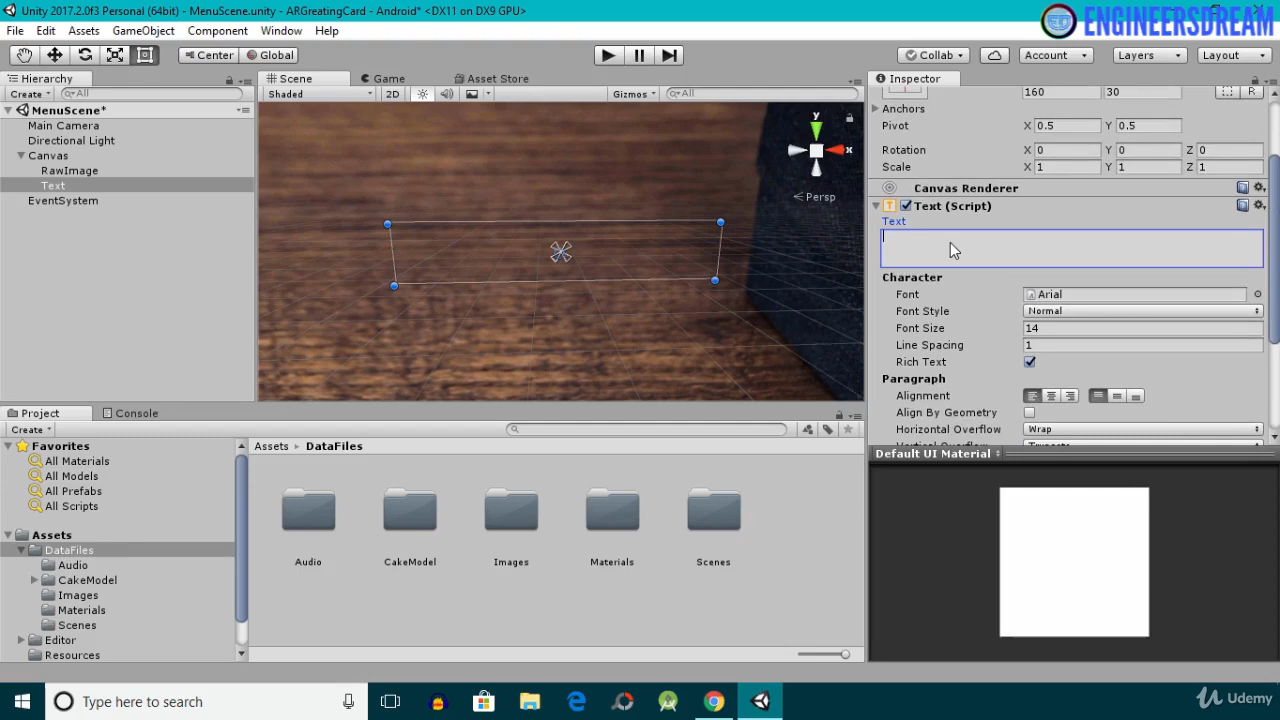 Unity 2017.2.0f3 Personal (64bit) - MenuScene.unity - ARGreatingCard - Android* <DX11 on DX9 GPU>
ENGINEERSDREAM
File Edit Assets GameObject Component Window Help
Center Global Collab Account Layers Layout
Hierarchy
Create All
MenuScene*
Main Camera
Directional Light
Canvas
RawImage
Text
EventSystem
Scene Game Asset Store
Shaded 2D Gizmos All
y
x
Persp
Inspector
160 30 R
Anchors
Pivot X 0.5 Y 0.5
Rotation X 0 Y 0 Z 0
Scale X 1 Y 1 Z 1
Canvas Renderer
T Text (Script)
Text
Character
Font Arial
Font Style Normal
Font Size 14
Line Spacing 1
Rich Text
Paragraph
Alignment
Align By Geometry
Horizontal Overflow Wrap
Default UI Material
Project Console
Create
Favorites
All Materials
All Models
All Prefabs
All Scripts
Assets
DataFiles
Audio
CakeModel
Images
Materials
Scenes
Editor
Resources
Assets DataFiles
Audio CakeModel Images Materials Scenes
Type here to search
Udemy